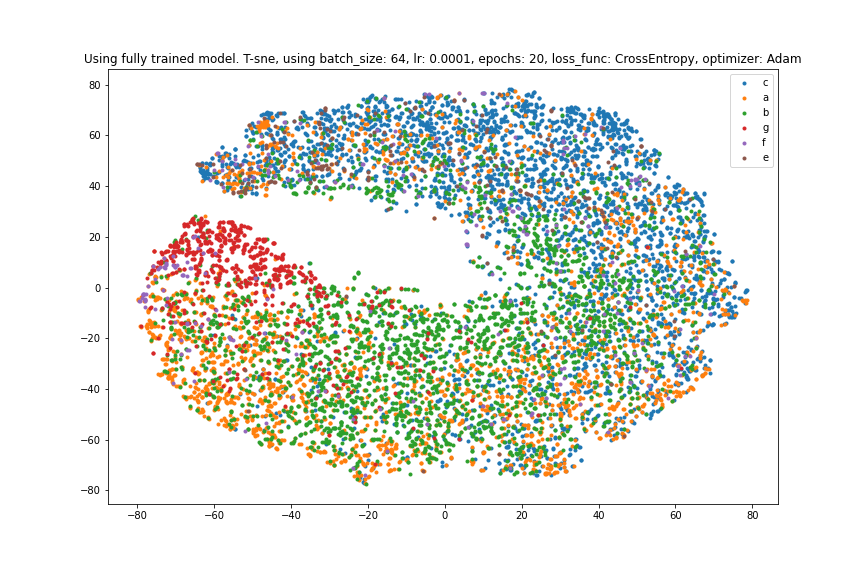 Using fully trained model. T-sne, using batch_size: 64, lr: 0.0001, epochs: 20, loss_func: CrossEntropy, optimizer: Adam
80
60
40
20
0
−20
−40
−60
−80
−80
−60
−40
−20
0
20
40
60
80
c
a
b
g
f
e